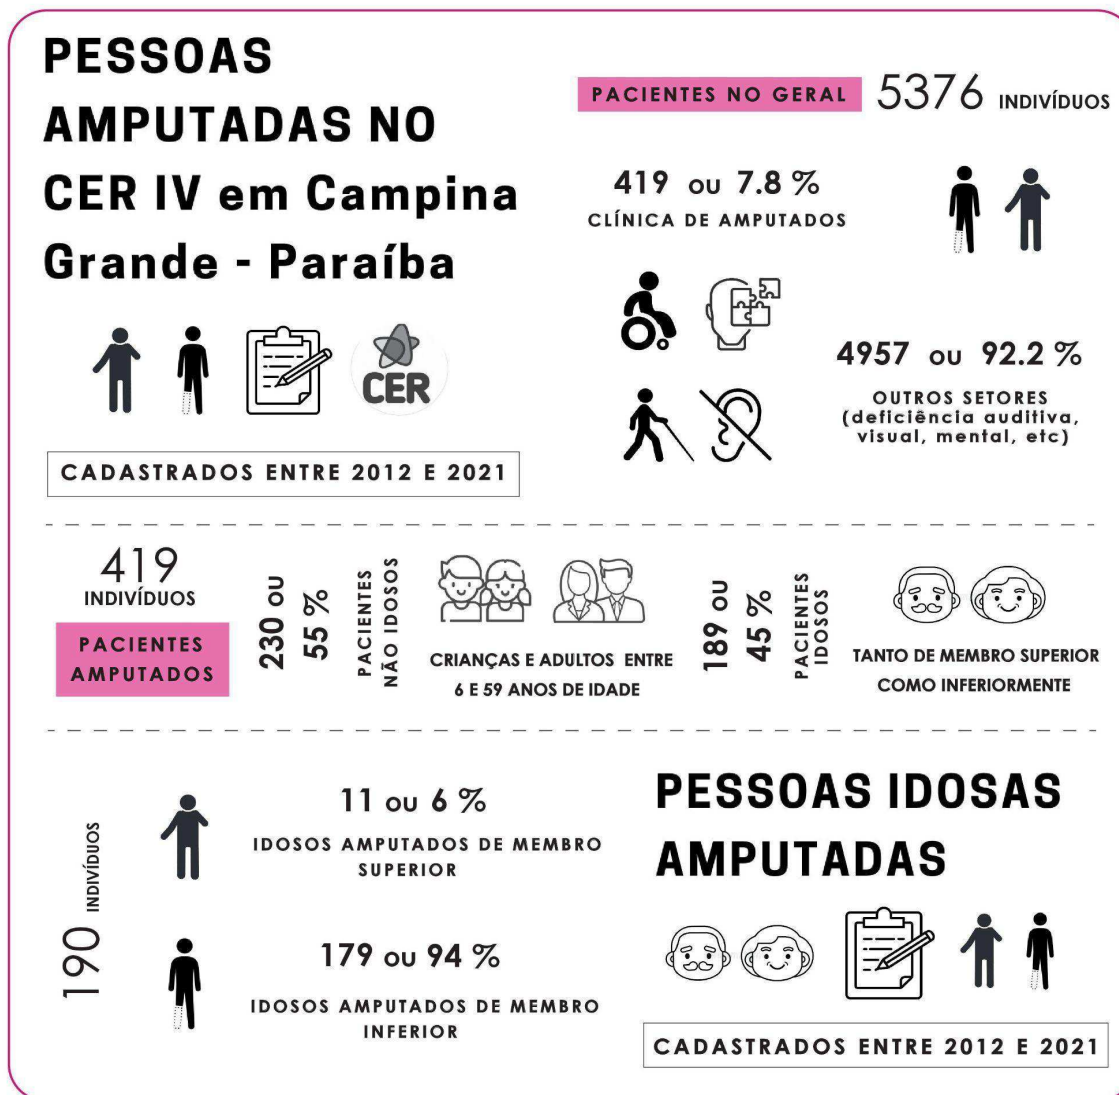 PESSOAS
AMPUTADAS NO
CER IV em Campina
Grande - Paraíba
CER
CADASTRADOS ENTRE 2012 E 2021
PACIENTES NO GERAL
5376 INDIVÍDUOS
419 ou 7.8 %
CLÍNICA DE AMPUTADOS
4957 ou 92.2 %
OUTROS SETORES
(deficiência auditiva,
visual, mental, etc)
419
INDIVÍDUOS
PACIENTES
AMPUTADOS
230 ou
55 %
PACIENTES
NÃO IDOSOS
CRIANÇAS E ADULTOS ENTRE
6 E 59 ANOS DE IDADE
189 ou
45 %
PACIENTES
IDOSOS
TANTO DE MEMBRO SUPERIOR
COMO INFERIORMENTE
190 INDIVÍDUOS
11 ou 6 %
IDOSOS AMPUTADOS DE MEMBRO
SUPERIOR
179 ou 94 %
IDOSOS AMPUTADOS DE MEMBRO
INFERIOR
PESSOAS IDOSAS
AMPUTADAS
CADASTRADOS ENTRE 2012 E 2021